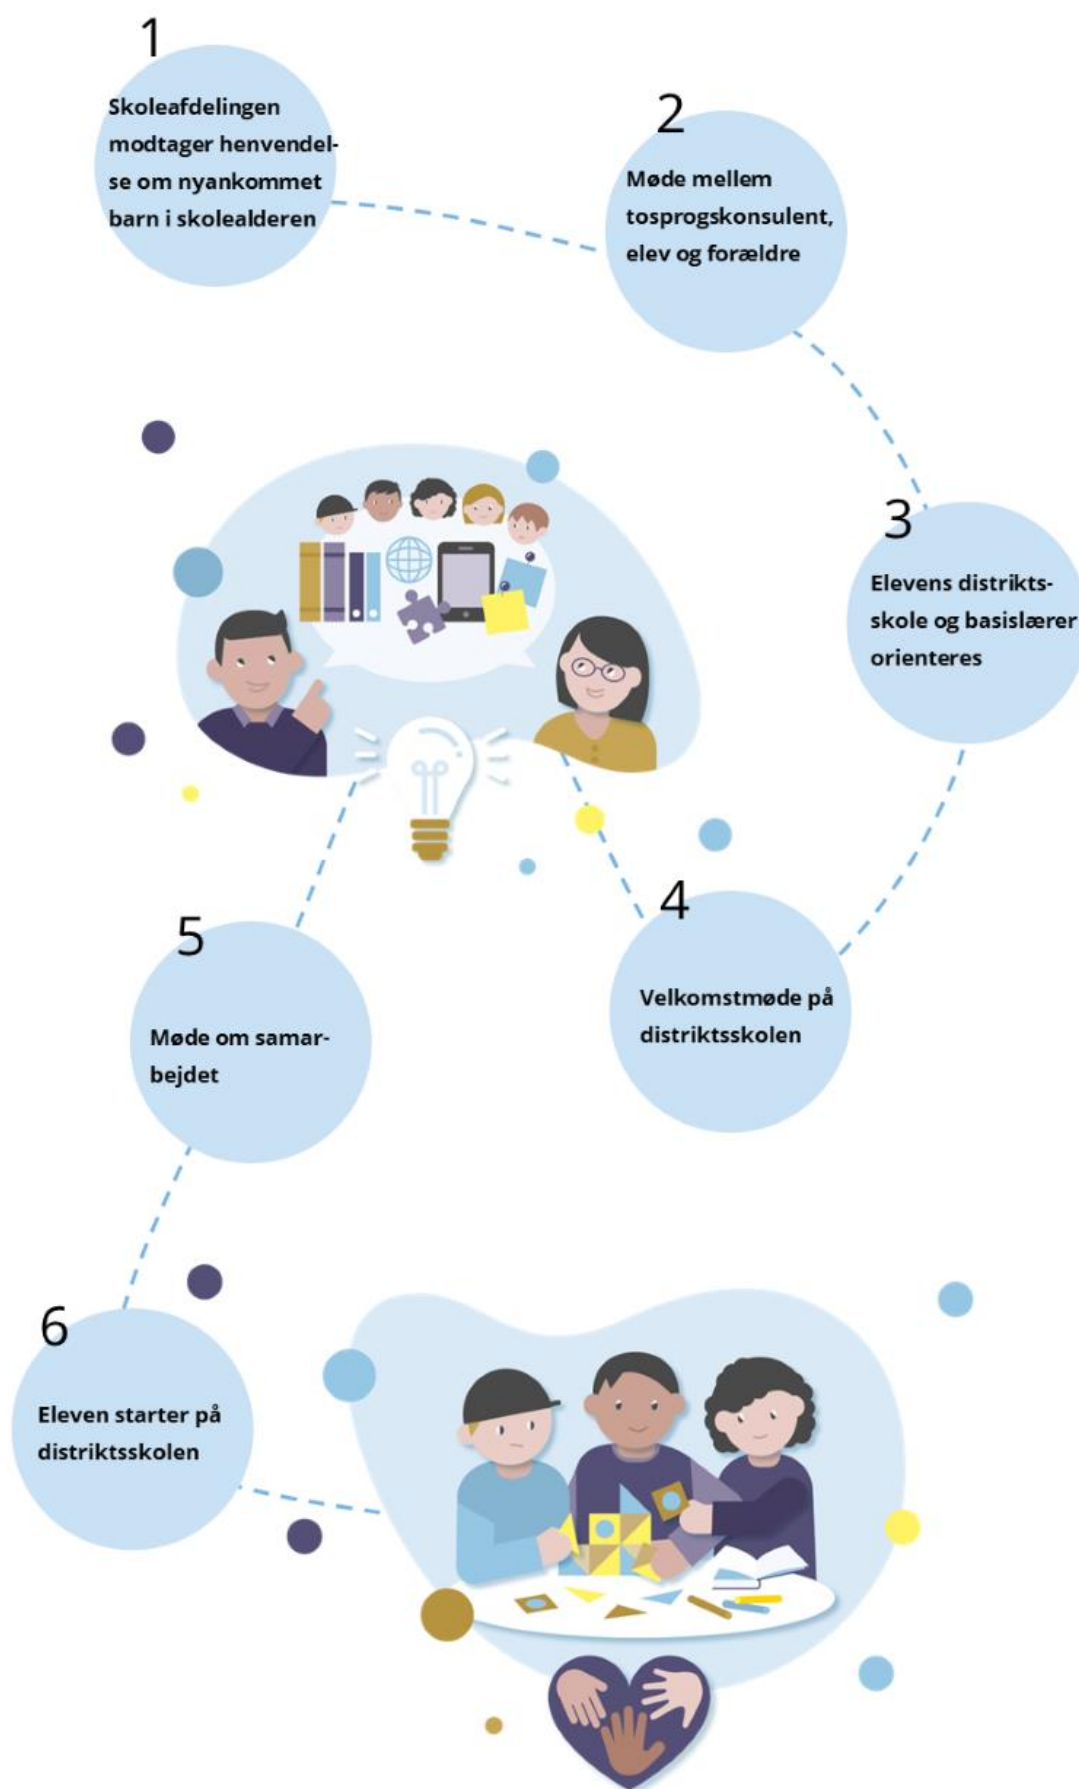 1
Skoleafdelingen
modtager henvendel-
se om nyankommet
barn i skolealderen
2
Møde mellem
tosprogskonsulent,
elev og forældre
3
Elevens distrikts-
skole og basislærer
orienteres
4
Velkomstmøde på
distriktsskolen
5
Møde om samar-
bejdet
6
Eleven starter på
distriktsskolen